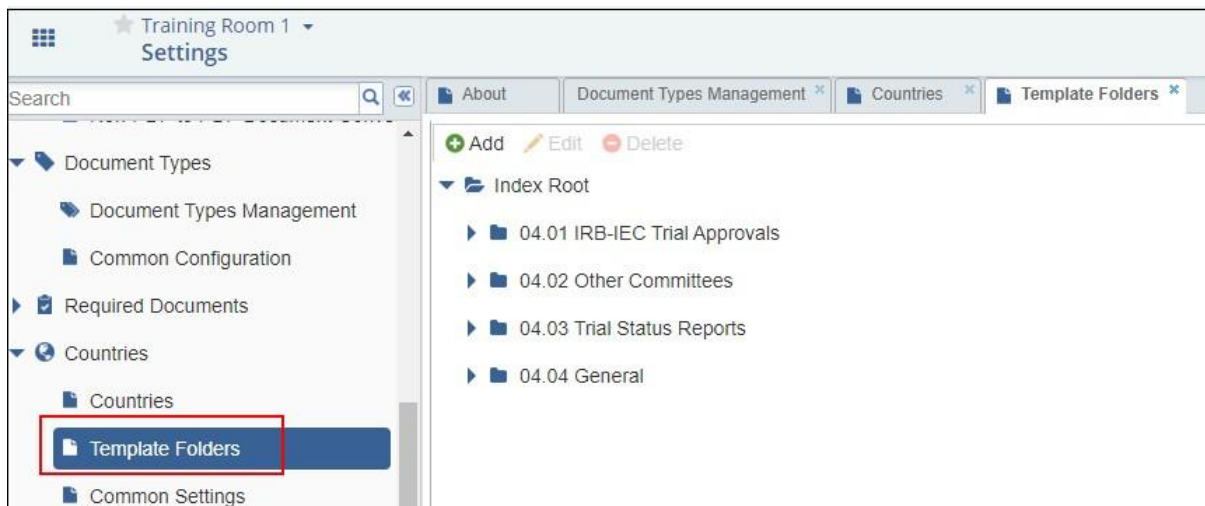 Training Room 1
Settings
Search
About
Document Types Management
Countries
Template Folders
Document Types
Document Types Management
Common Configuration
Required Documents
Countries
Countries
Template Folders
Common Settings
Add
Edit
Delete
Index Root
04.01 IRB-IEC Trial Approvals
04.02 Other Committees
04.03 Trial Status Reports
04.04 General